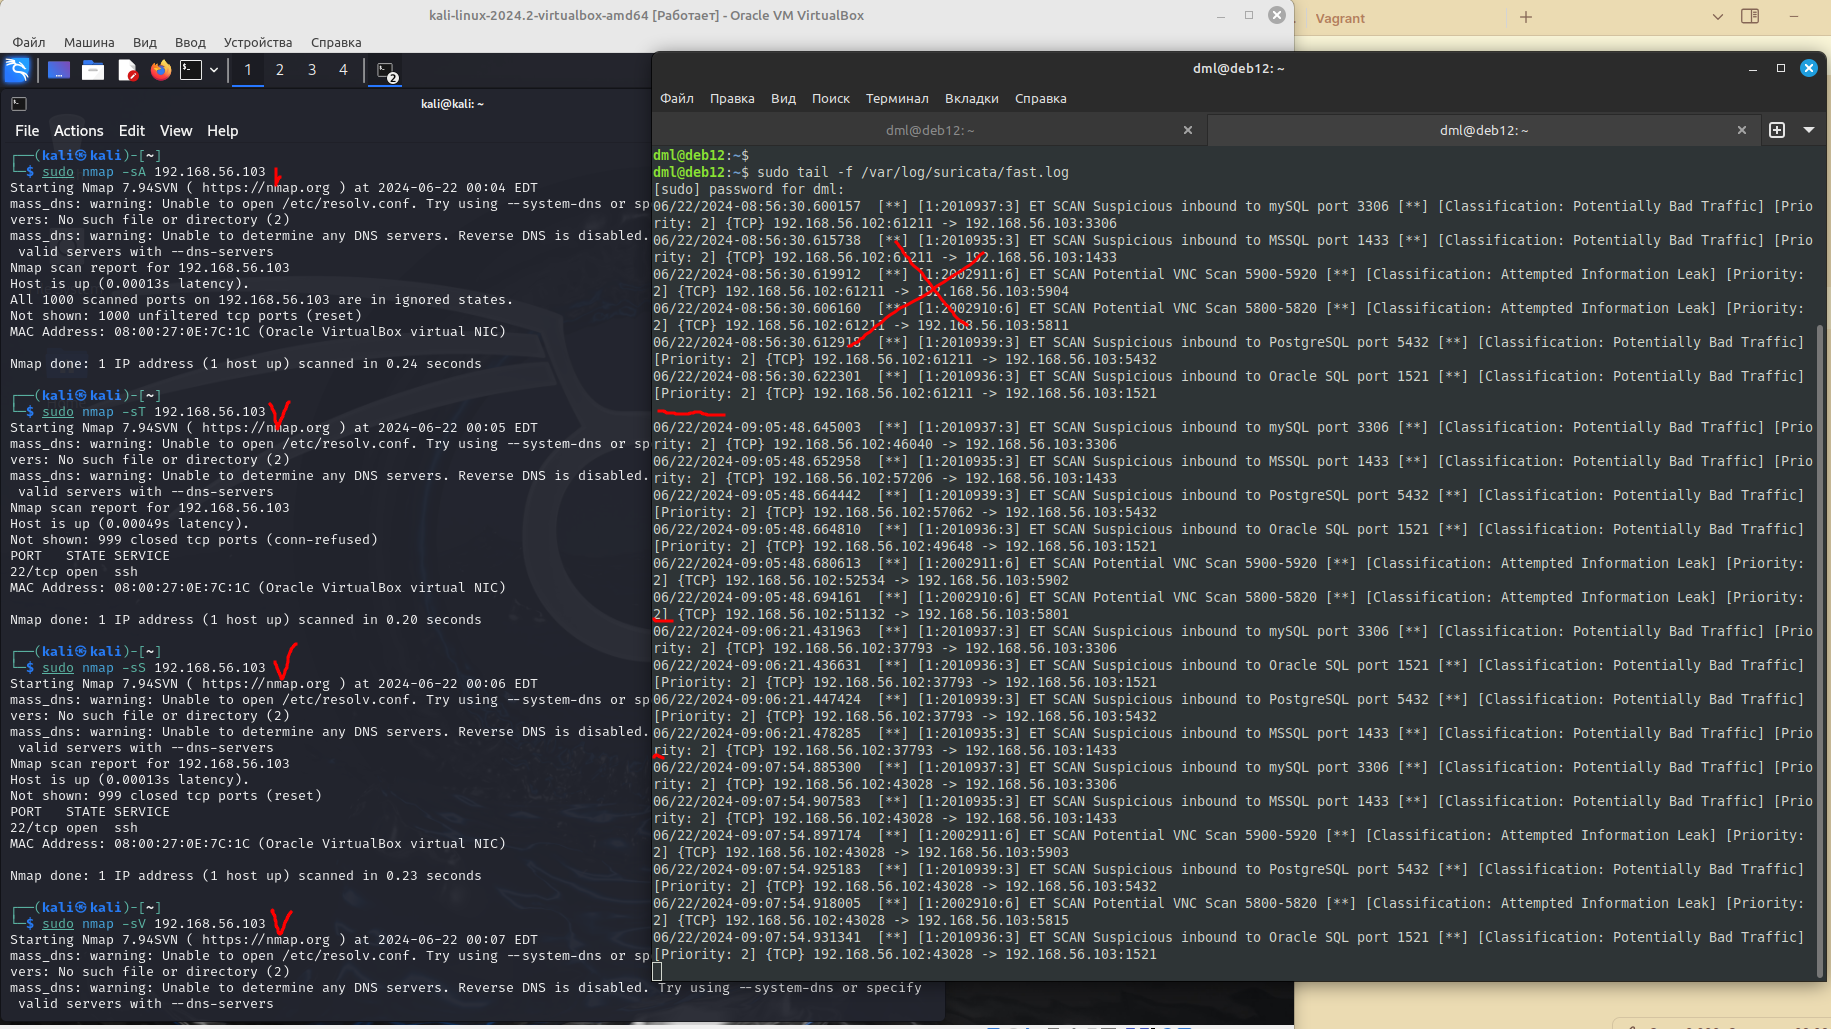 kali-linux-2024.2-virtualbox-amd64 [Работает] - Oracle VM VirtualBox
Файл Машина Вид Ввод Устройства Справка
1 2 3 4 2
kali@kali: ~
File Actions Edit View Help
┌──(kali㉿kali)-[~]
└─$ sudo nmap -sA 192.168.56.103
Starting Nmap 7.94SVN ( https://nmap.org ) at 2024-06-22 00:04 EDT
mass_dns: warning: Unable to open /etc/resolv.conf. Try using --system-dns or sp
vers: No such file or directory (2)
mass_dns: warning: Unable to determine any DNS servers. Reverse DNS is disabled.
valid servers with --dns-servers
Nmap scan report for 192.168.56.103
Host is up (0.00013s latency).
All 1000 scanned ports on 192.168.56.103 are in ignored states.
Not shown: 1000 unfiltered tcp ports (reset)
MAC Address: 08:00:27:0E:7C:1C (Oracle VirtualBox virtual NIC)
Nmap done: 1 IP address (1 host up) scanned in 0.24 seconds
┌──(kali㉿kali)-[~]
└─$ sudo nmap -sT 192.168.56.103
Starting Nmap 7.94SVN ( https://nmap.org ) at 2024-06-22 00:05 EDT
mass_dns: warning: Unable to open /etc/resolv.conf. Try using --system-dns or sp
vers: No such file or directory (2)
mass_dns: warning: Unable to determine any DNS servers. Reverse DNS is disabled.
valid servers with --dns-servers
Nmap scan report for 192.168.56.103
Host is up (0.00049s latency).
Not shown: 999 closed tcp ports (conn-refused)
PORT   STATE SERVICE
22/tcp open  ssh
MAC Address: 08:00:27:0E:7C:1C (Oracle VirtualBox virtual NIC)
Nmap done: 1 IP address (1 host up) scanned in 0.20 seconds
┌──(kali㉿kali)-[~]
└─$ sudo nmap -sS 192.168.56.103
Starting Nmap 7.94SVN ( https://nmap.org ) at 2024-06-22 00:06 EDT
mass_dns: warning: Unable to open /etc/resolv.conf. Try using --system-dns or sp
vers: No such file or directory (2)
mass_dns: warning: Unable to determine any DNS servers. Reverse DNS is disabled.
valid servers with --dns-servers
Nmap scan report for 192.168.56.103
Host is up (0.00013s latency).
Not shown: 999 closed tcp ports (reset)
PORT   STATE SERVICE
22/tcp open  ssh
MAC Address: 08:00:27:0E:7C:1C (Oracle VirtualBox virtual NIC)
Nmap done: 1 IP address (1 host up) scanned in 0.23 seconds
┌──(kali㉿kali)-[~]
└─$ sudo nmap -sV 192.168.56.103
Starting Nmap 7.94SVN ( https://nmap.org ) at 2024-06-22 00:07 EDT
mass_dns: warning: Unable to open /etc/resolv.conf. Try using --system-dns or sp
vers: No such file or directory (2)
mass_dns: warning: Unable to determine any DNS servers. Reverse DNS is disabled. Try using --system-dns or specify
valid servers with --dns-servers
Vagrant
dml@deb12: ~
Файл Правка Вид Поиск Терминал Вкладки Справка
dml@deb12: ~ dml@deb12: ~
dml@deb12:~$
dml@deb12:~$ sudo tail -f /var/log/suricata/fast.log
[sudo] password for dml:
06/22/2024-08:56:30.600157  [**] [1:2010937:3] ET SCAN Suspicious inbound to mySQL port 3306 [**] [Classification: Potentially Bad Traffic] [Prio
rity: 2] {TCP} 192.168.56.102:61211 -> 192.168.56.103:3306
06/22/2024-08:56:30.615738  [**] [1:2010935:3] ET SCAN Suspicious inbound to MSSQL port 1433 [**] [Classification: Potentially Bad Traffic] [Prio
rity: 2] {TCP} 192.168.56.102:61211 -> 192.168.56.103:1433
06/22/2024-08:56:30.619912  [**] [1:2002911:6] ET SCAN Potential VNC Scan 5900-5920 [**] [Classification: Attempted Information Leak] [Priority:
2] {TCP} 192.168.56.102:61211 -> 192.168.56.103:5904
06/22/2024-08:56:30.606160  [**] [1:2002910:6] ET SCAN Potential VNC Scan 5800-5820 [**] [Classification: Attempted Information Leak] [Priority:
2] {TCP} 192.168.56.102:61211 -> 192.168.56.103:5811
06/22/2024-08:56:30.612918  [**] [1:2010939:3] ET SCAN Suspicious inbound to PostgreSQL port 5432 [**] [Classification: Potentially Bad Traffic]
[Priority: 2] {TCP} 192.168.56.102:61211 -> 192.168.56.103:5432
06/22/2024-08:56:30.622301  [**] [1:2010936:3] ET SCAN Suspicious inbound to Oracle SQL port 1521 [**] [Classification: Potentially Bad Traffic]
[Priority: 2] {TCP} 192.168.56.102:61211 -> 192.168.56.103:1521
06/22/2024-09:05:48.645003  [**] [1:2010937:3] ET SCAN Suspicious inbound to mySQL port 3306 [**] [Classification: Potentially Bad Traffic] [Prio
rity: 2] {TCP} 192.168.56.102:46040 -> 192.168.56.103:3306
06/22/2024-09:05:48.652958  [**] [1:2010935:3] ET SCAN Suspicious inbound to MSSQL port 1433 [**] [Classification: Potentially Bad Traffic] [Prio
rity: 2] {TCP} 192.168.56.102:57206 -> 192.168.56.103:1433
06/22/2024-09:05:48.664442  [**] [1:2010939:3] ET SCAN Suspicious inbound to PostgreSQL port 5432 [**] [Classification: Potentially Bad Traffic]
[Priority: 2] {TCP} 192.168.56.102:57062 -> 192.168.56.103:5432
06/22/2024-09:05:48.664810  [**] [1:2010936:3] ET SCAN Suspicious inbound to Oracle SQL port 1521 [**] [Classification: Potentially Bad Traffic]
[Priority: 2] {TCP} 192.168.56.102:49648 -> 192.168.56.103:1521
06/22/2024-09:05:48.680613  [**] [1:2002911:6] ET SCAN Potential VNC Scan 5900-5920 [**] [Classification: Attempted Information Leak] [Priority:
2] {TCP} 192.168.56.102:52534 -> 192.168.56.103:5902
06/22/2024-09:05:48.694161  [**] [1:2002910:6] ET SCAN Potential VNC Scan 5800-5820 [**] [Classification: Attempted Information Leak] [Priority:
2] {TCP} 192.168.56.102:51132 -> 192.168.56.103:5801
06/22/2024-09:06:21.431963  [**] [1:2010937:3] ET SCAN Suspicious inbound to mySQL port 3306 [**] [Classification: Potentially Bad Traffic] [Prio
rity: 2] {TCP} 192.168.56.102:37793 -> 192.168.56.103:3306
06/22/2024-09:06:21.436631  [**] [1:2010936:3] ET SCAN Suspicious inbound to Oracle SQL port 1521 [**] [Classification: Potentially Bad Traffic]
[Priority: 2] {TCP} 192.168.56.102:37793 -> 192.168.56.103:1521
06/22/2024-09:06:21.447424  [**] [1:2010939:3] ET SCAN Suspicious inbound to PostgreSQL port 5432 [**] [Classification: Potentially Bad Traffic]
[Priority: 2] {TCP} 192.168.56.102:37793 -> 192.168.56.103:5432
06/22/2024-09:06:21.478285  [**] [1:2010935:3] ET SCAN Suspicious inbound to MSSQL port 1433 [**] [Classification: Potentially Bad Traffic] [Prio
rity: 2] {TCP} 192.168.56.102:37793 -> 192.168.56.103:1433
06/22/2024-09:07:54.885300  [**] [1:2010937:3] ET SCAN Suspicious inbound to mySQL port 3306 [**] [Classification: Potentially Bad Traffic] [Prio
rity: 2] {TCP} 192.168.56.102:43028 -> 192.168.56.103:3306
06/22/2024-09:07:54.907583  [**] [1:2010935:3] ET SCAN Suspicious inbound to MSSQL port 1433 [**] [Classification: Potentially Bad Traffic] [Prio
rity: 2] {TCP} 192.168.56.102:43028 -> 192.168.56.103:1433
06/22/2024-09:07:54.897174  [**] [1:2002911:6] ET SCAN Potential VNC Scan 5900-5920 [**] [Classification: Attempted Information Leak] [Priority:
2] {TCP} 192.168.56.102:43028 -> 192.168.56.103:5903
06/22/2024-09:07:54.925183  [**] [1:2010939:3] ET SCAN Suspicious inbound to PostgreSQL port 5432 [**] [Classification: Potentially Bad Traffic]
[Priority: 2] {TCP} 192.168.56.102:43028 -> 192.168.56.103:5432
06/22/2024-09:07:54.918005  [**] [1:2002910:6] ET SCAN Potential VNC Scan 5800-5820 [**] [Classification: Attempted Information Leak] [Priority:
2] {TCP} 192.168.56.102:43028 -> 192.168.56.103:5815
06/22/2024-09:07:54.931341  [**] [1:2010936:3] ET SCAN Suspicious inbound to Oracle SQL port 1521 [**] [Classification: Potentially Bad Traffic]
[Priority: 2] {TCP} 192.168.56.102:43028 -> 192.168.56.103:1521